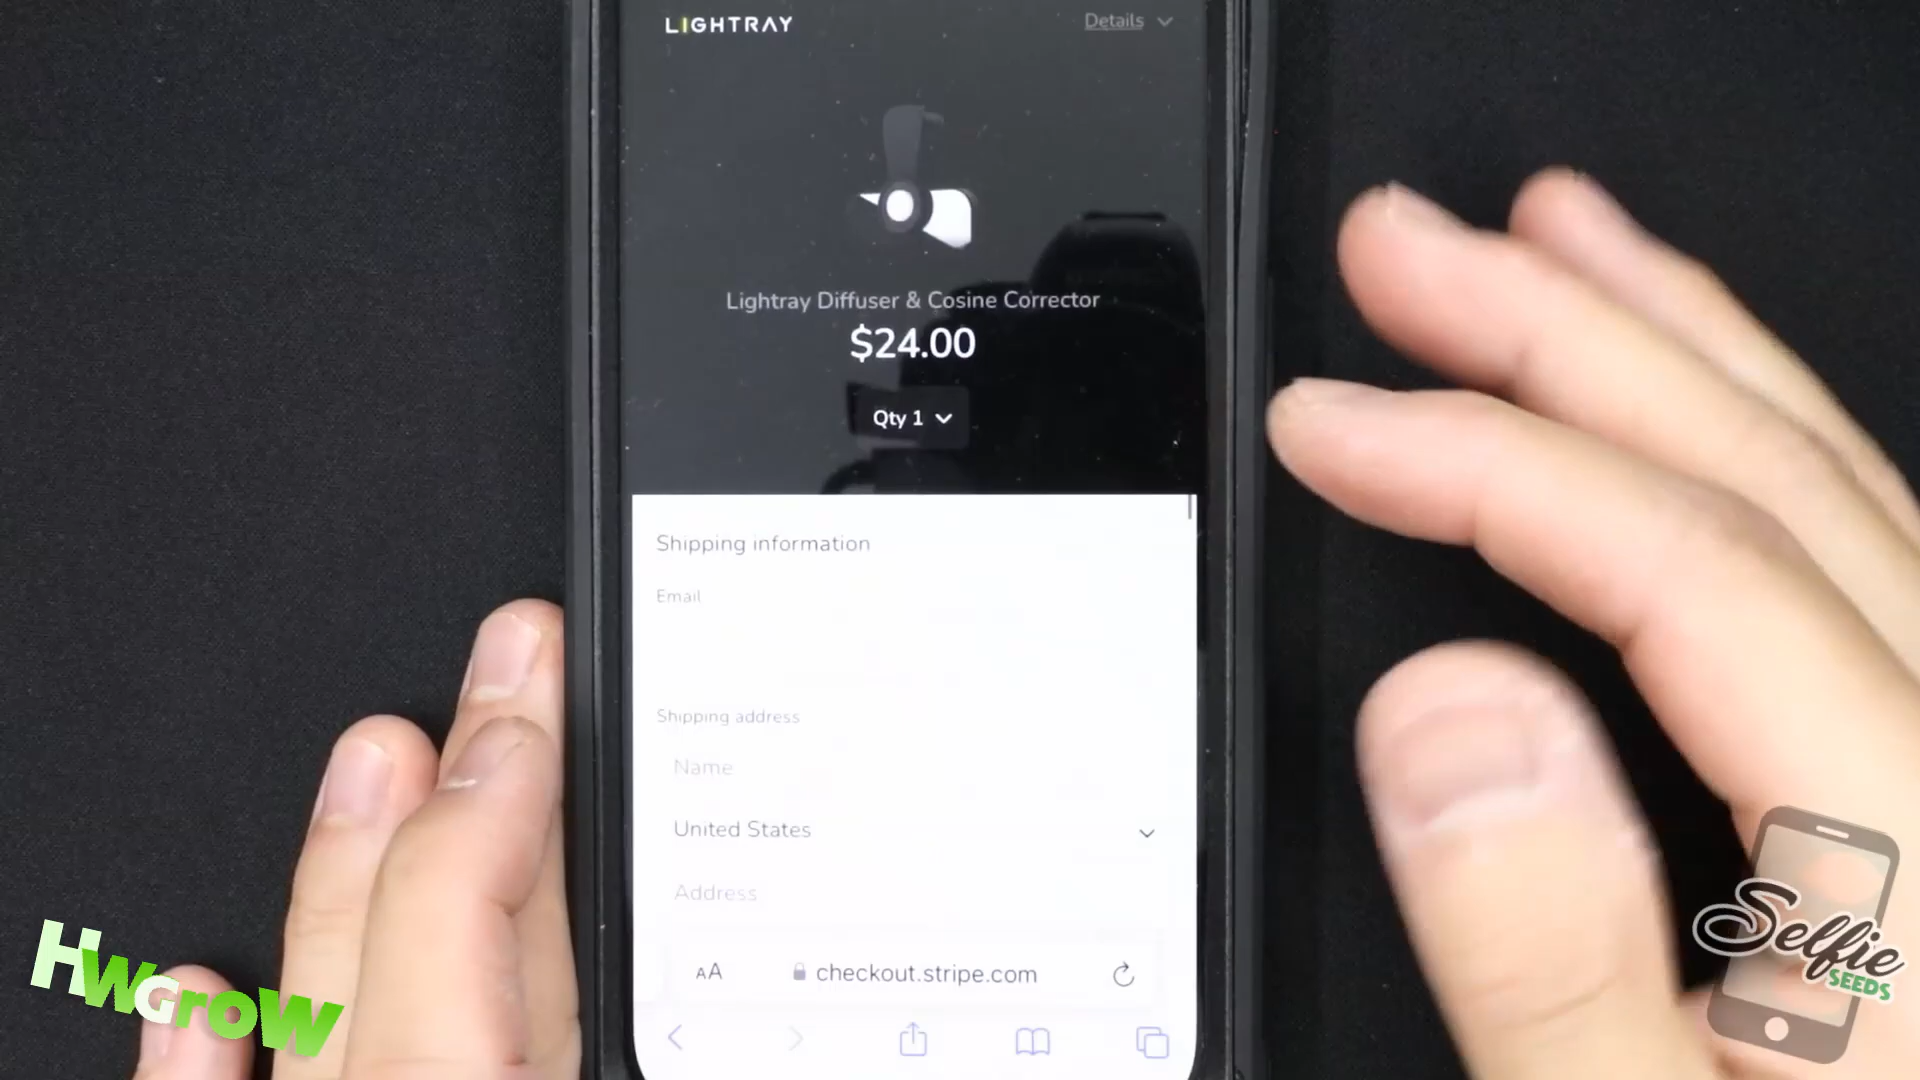 LIGHTRAY
Details
Lightray Diffuser & Cosine Corrector
$24.00
Qty 1
Shipping information
Email
Shipping address
Name
United States
Address
AA
checkout.stripe.com
HWGroW
Selfie
SEEDS